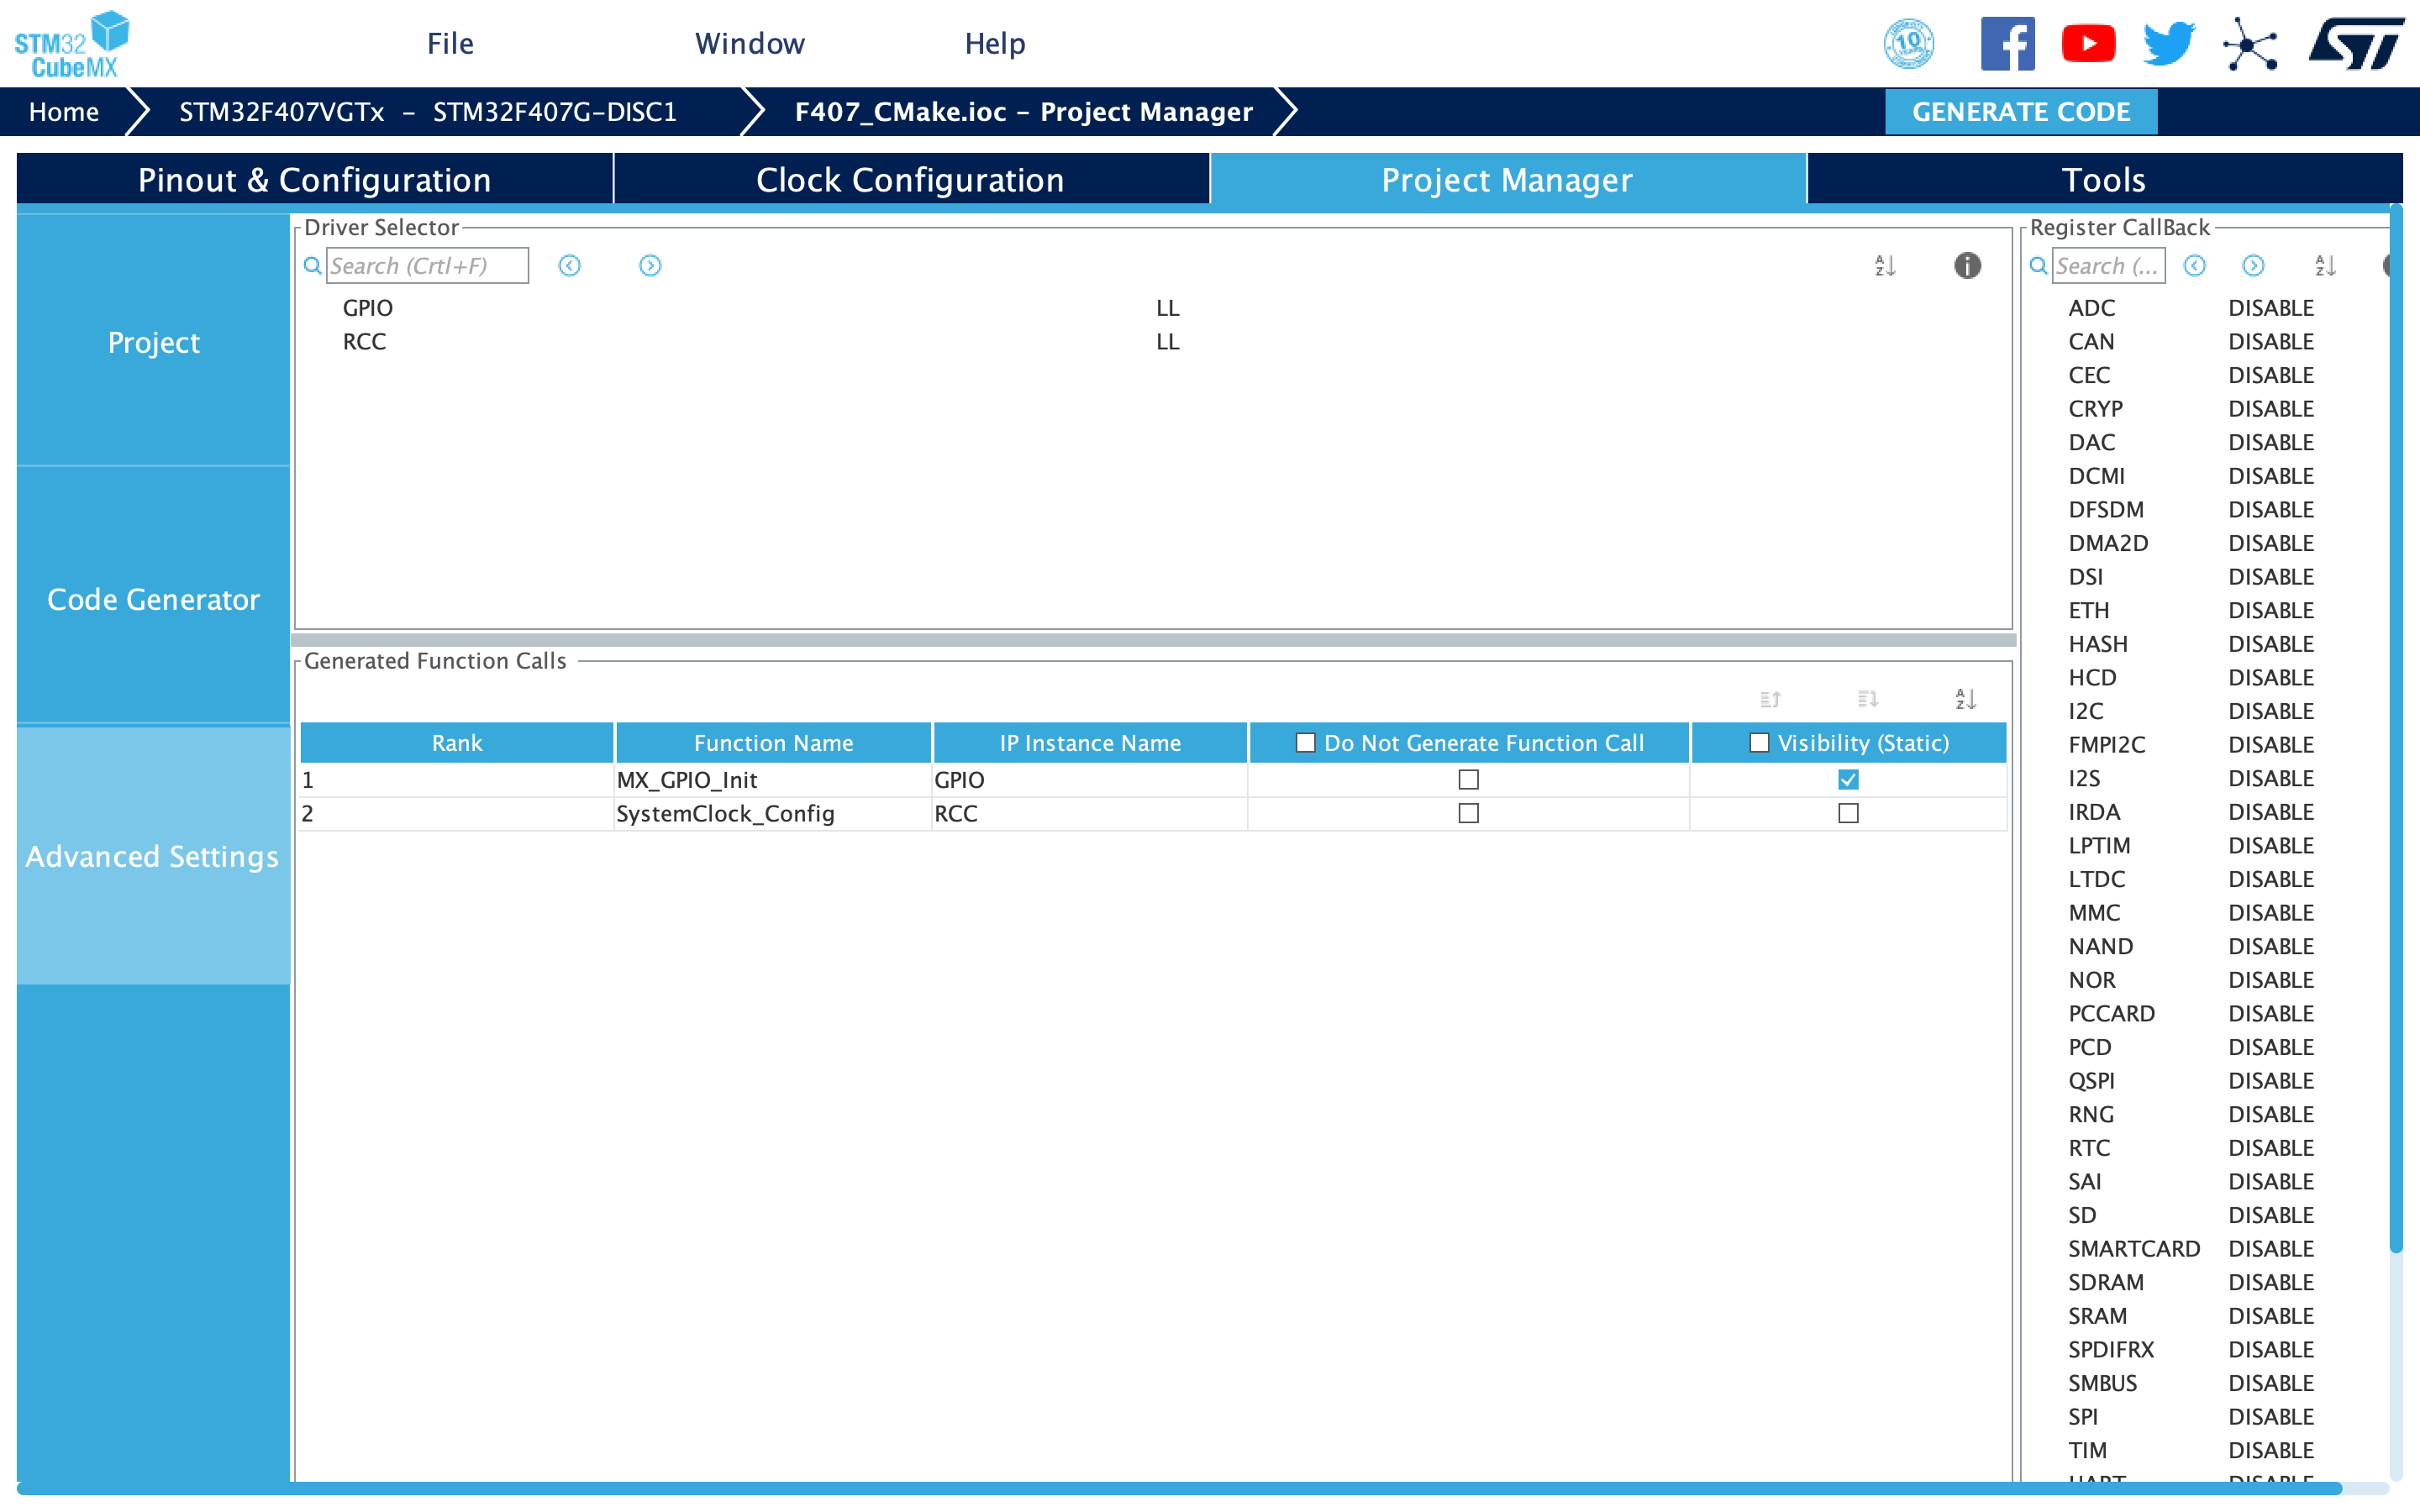 STM32
CubeMX
File
Window
Help
10
Home
STM32F407VGTx – STM32F407G-DISC1
F407_CMake.ioc – Project Manager
GENERATE CODE
Pinout & Configuration
Clock Configuration
Project Manager
Tools
Project
Code Generator
Advanced Settings
Driver Selector
Search (Crtl+F)
GPIO LL
RCC LL
Generated Function Calls
Rank Function Name IP Instance Name Do Not Generate Function Call Visibility (Static)
1 MX_GPIO_Init GPIO
2 SystemClock_Config RCC
Register CallBack
Search (...
ADC DISABLE
CAN DISABLE
CEC DISABLE
CRYP DISABLE
DAC DISABLE
DCMI DISABLE
DFSDM DISABLE
DMA2D DISABLE
DSI DISABLE
ETH DISABLE
HASH DISABLE
HCD DISABLE
I2C DISABLE
FMPI2C DISABLE
I2S DISABLE
IRDA DISABLE
LPTIM DISABLE
LTDC DISABLE
MMC DISABLE
NAND DISABLE
NOR DISABLE
PCCARD DISABLE
PCD DISABLE
QSPI DISABLE
RNG DISABLE
RTC DISABLE
SAI DISABLE
SD DISABLE
SMARTCARD DISABLE
SDRAM DISABLE
SRAM DISABLE
SPDIFRX DISABLE
SMBUS DISABLE
SPI DISABLE
TIM DISABLE